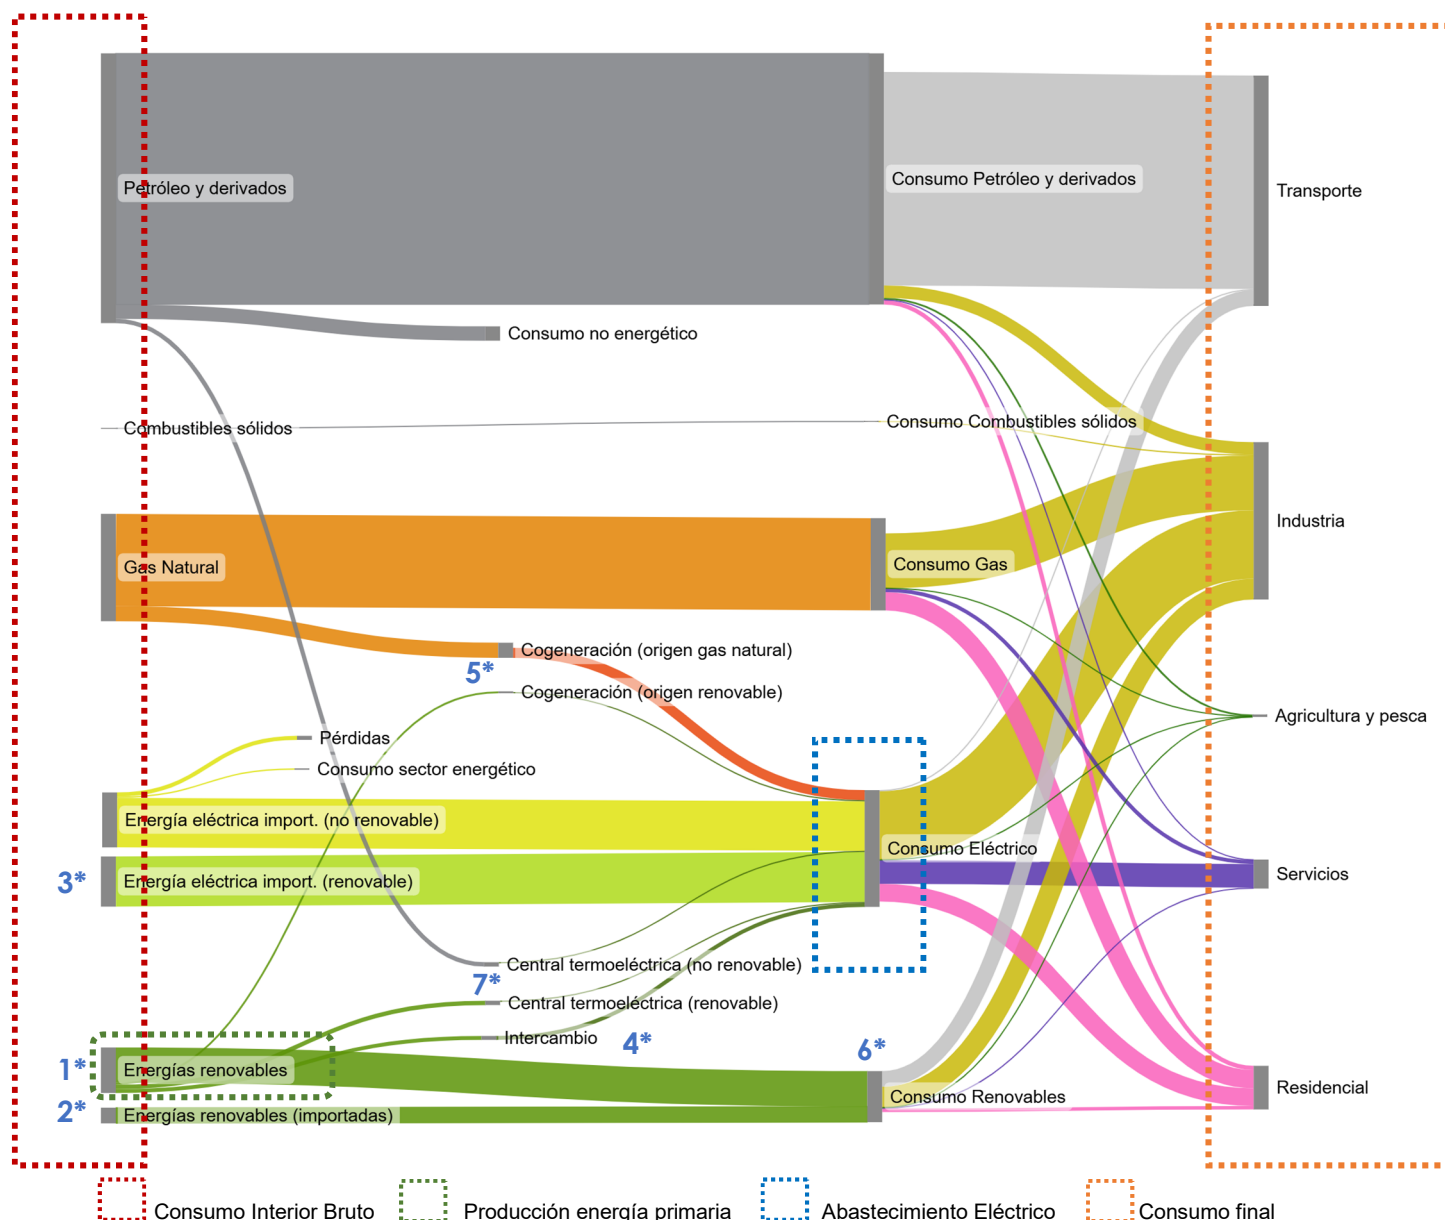 Petróleo y derivados
Consumo Petróleo y derivados
Transporte
Consumo no energético
Combustibles sólidos
Consumo Combustibles sólidos
Industria
Gas Natural
Consumo Gas
Cogeneración (origen gas natural)
5*
Cogeneración (origen renovable)
Agricultura y pesca
Pérdidas
Consumo sector energético
Energía eléctrica import. (no renovable)
Consumo Eléctrico
3*
Energía eléctrica import. (renovable)
Servicios
Central termoeléctrica (no renovable)
7*
Central termoeléctrica (renovable)
Intercambio
4*
6*
1*
Energías renovables
Consumo Renovables
Residencial
2*
Energías renovables (importadas)
Consumo Interior Bruto
Producción energía primaria
Abastecimiento Eléctrico
Consumo final